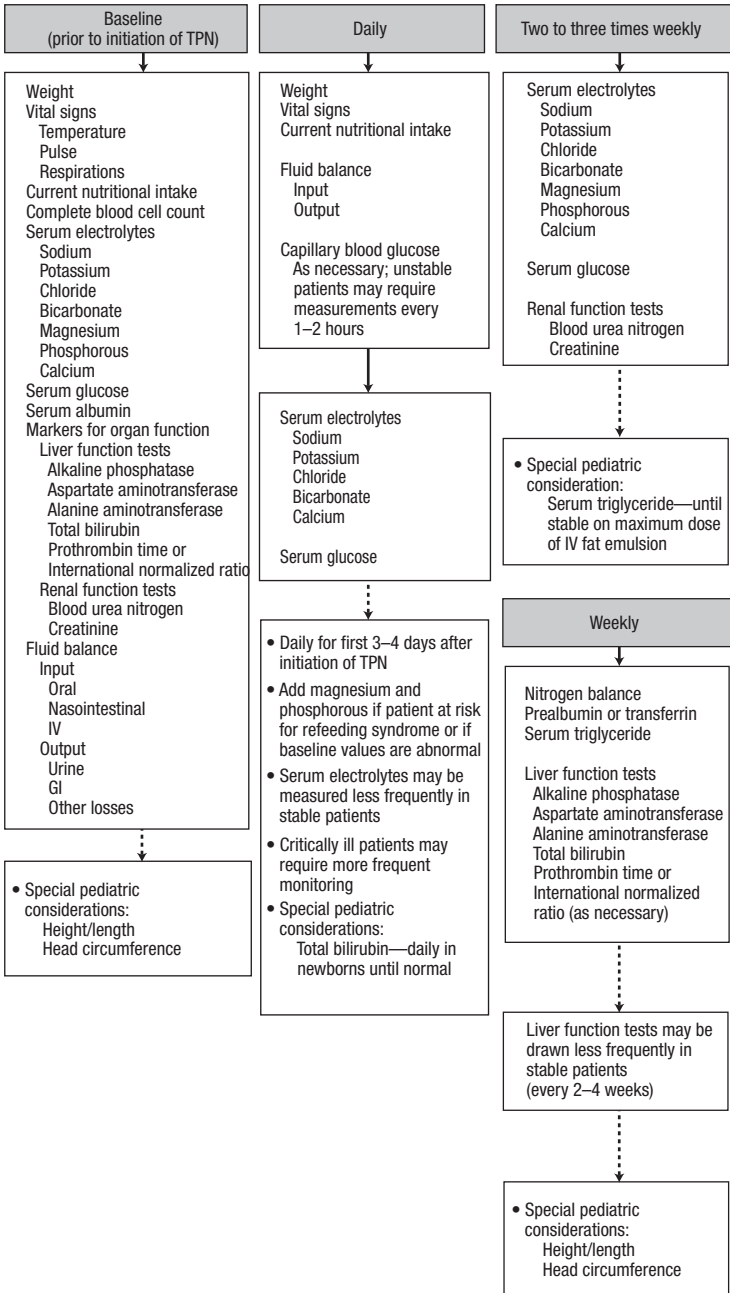 Baseline
(prior to initiation of TPN)
Weight
Vital signs
Temperature
Pulse
Respirations
Current nutritional intake
Complete blood cell count
Serum electrolytes
Sodium
Potassium
Chloride
Bicarbonate
Magnesium
Phosphorous
Calcium
Serum glucose
Serum albumin
Markers for organ function
Liver function tests
Alkaline phosphatase
Aspartate aminotransferase
Alanine aminotransferase
Total bilirubin
Prothrombin time or
International normalized ratio
Renal function tests
Blood urea nitrogen
Creatinine
Fluid balance
Input
Oral
Nasointestinal
IV
Output
Urine
GI
Other losses
• Special pediatric
considerations:
Height/length
Head circumference
Daily
Weight
Vital signs
Current nutritional intake
Fluid balance
Input
Output
Capillary blood glucose
As necessary; unstable
patients may require
measurements every
1–2 hours
Serum electrolytes
Sodium
Potassium
Chloride
Bicarbonate
Calcium
Serum glucose
• Daily for first 3–4 days after
initiation of TPN
• Add magnesium and
phosphorous if patient at risk
for refeeding syndrome or if
baseline values are abnormal
• Serum electrolytes may be
measured less frequently in
stable patients
• Critically ill patients may
require more frequent
monitoring
• Special pediatric
considerations:
Total bilirubin—daily in
newborns until normal
Two to three times weekly
Serum electrolytes
Sodium
Potassium
Chloride
Bicarbonate
Magnesium
Phosphorous
Calcium
Serum glucose
Renal function tests
Blood urea nitrogen
Creatinine
• Special pediatric
consideration:
Serum triglyceride—until
stable on maximum dose
of IV fat emulsion
Weekly
Nitrogen balance
Prealbumin or transferrin
Serum triglyceride
Liver function tests
Alkaline phosphatase
Aspartate aminotransferase
Alanine aminotransferase
Total bilirubin
Prothrombin time or
International normalized
ratio (as necessary)
Liver function tests may be
drawn less frequently in
stable patients
(every 2–4 weeks)
• Special pediatric
considerations:
Height/length
Head circumference